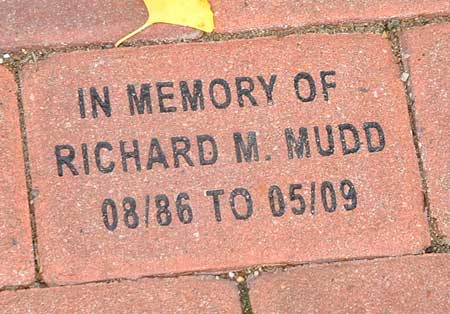 IN MEMORY OF
RICHARD M. MUDD
08/86 TO 05/09